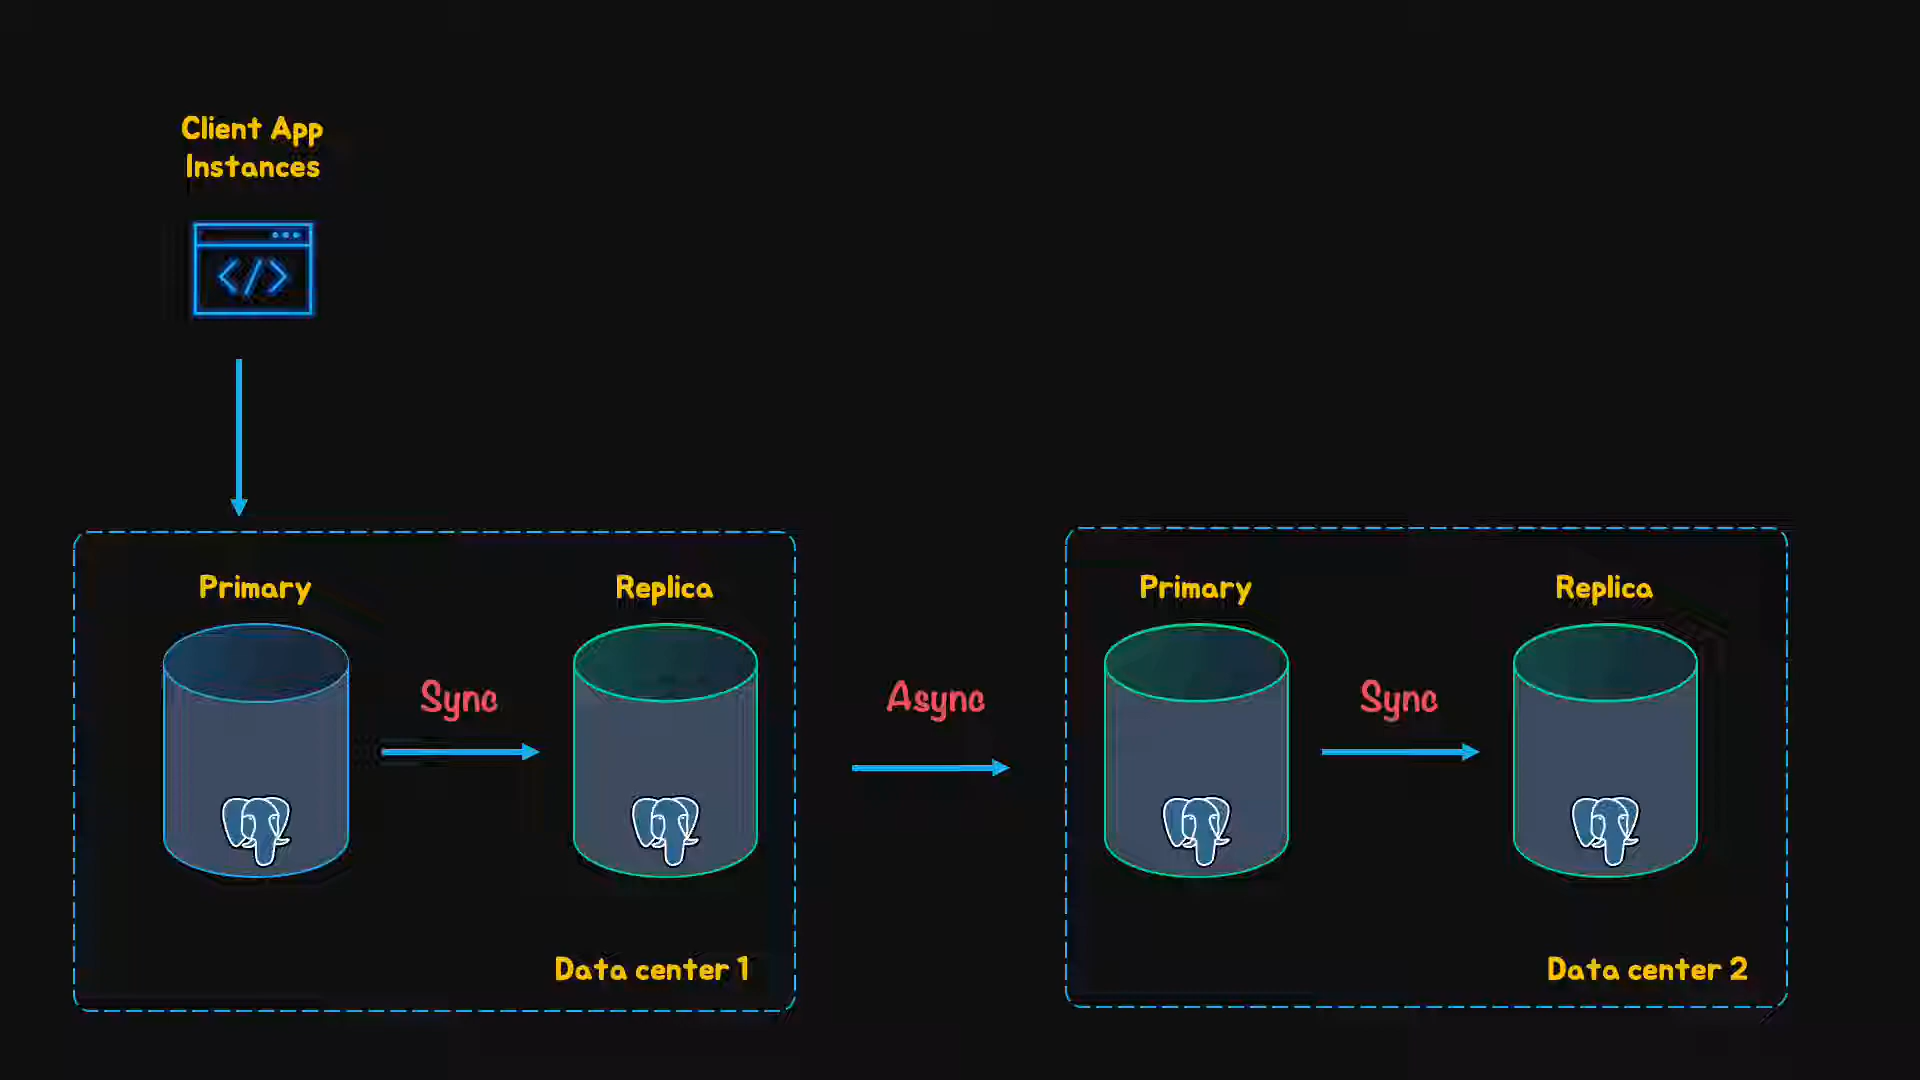 Client App
Instances
Primary
Replica
Sync
Data center 1
Async
Primary
Replica
Sync
Data center 2